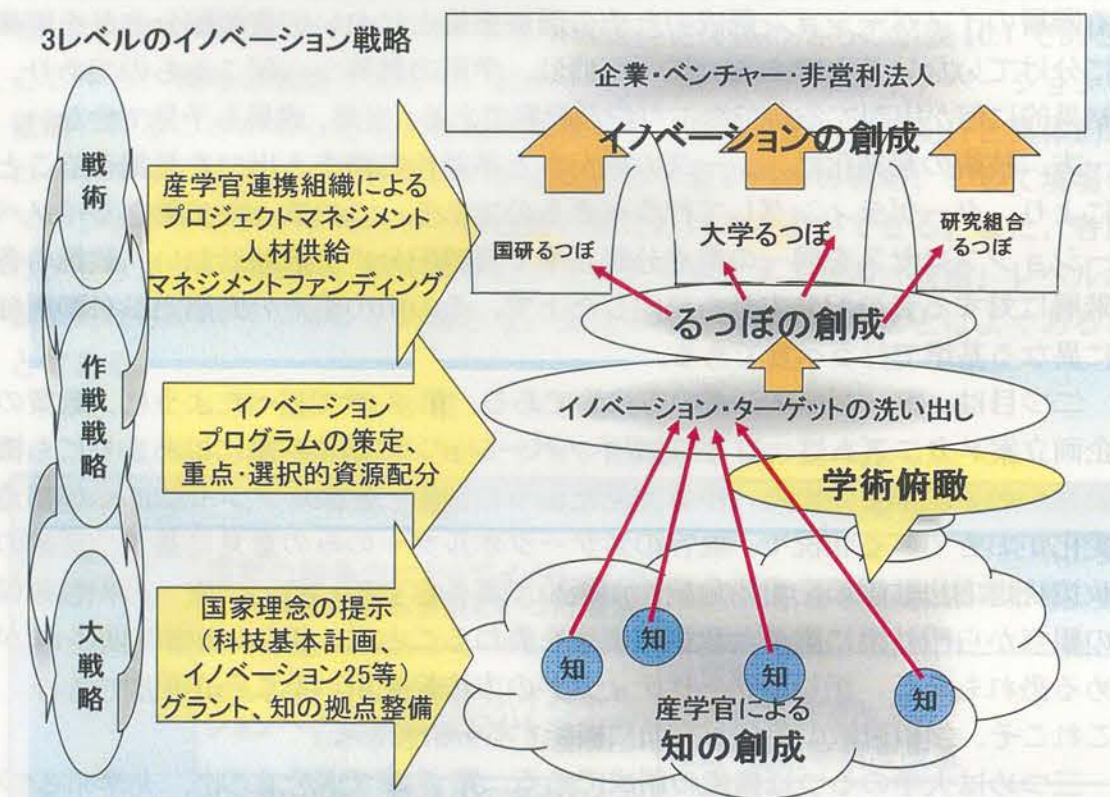 3レベルのイノベーション戦略
企業・ベンチャー・非営利法人
イノベーションの創成
戦術
産学官連携組織による
プロジェクトマネジメント
人材供給
マネジメントファンディング
国研るつぼ
大学るつぼ
研究組合
るつぼ
るつぼの創成
作戦戦略
イノベーション
プログラムの策定
重点・選択的資源配分
イノベーション・ターゲットの洗い出し
学術俯瞰
大戦略
国家理念の提示
(科技基本計画、
イノベーション25等)
グラント、知の拠点整備
知
知
知
知
産学官による
知の創成